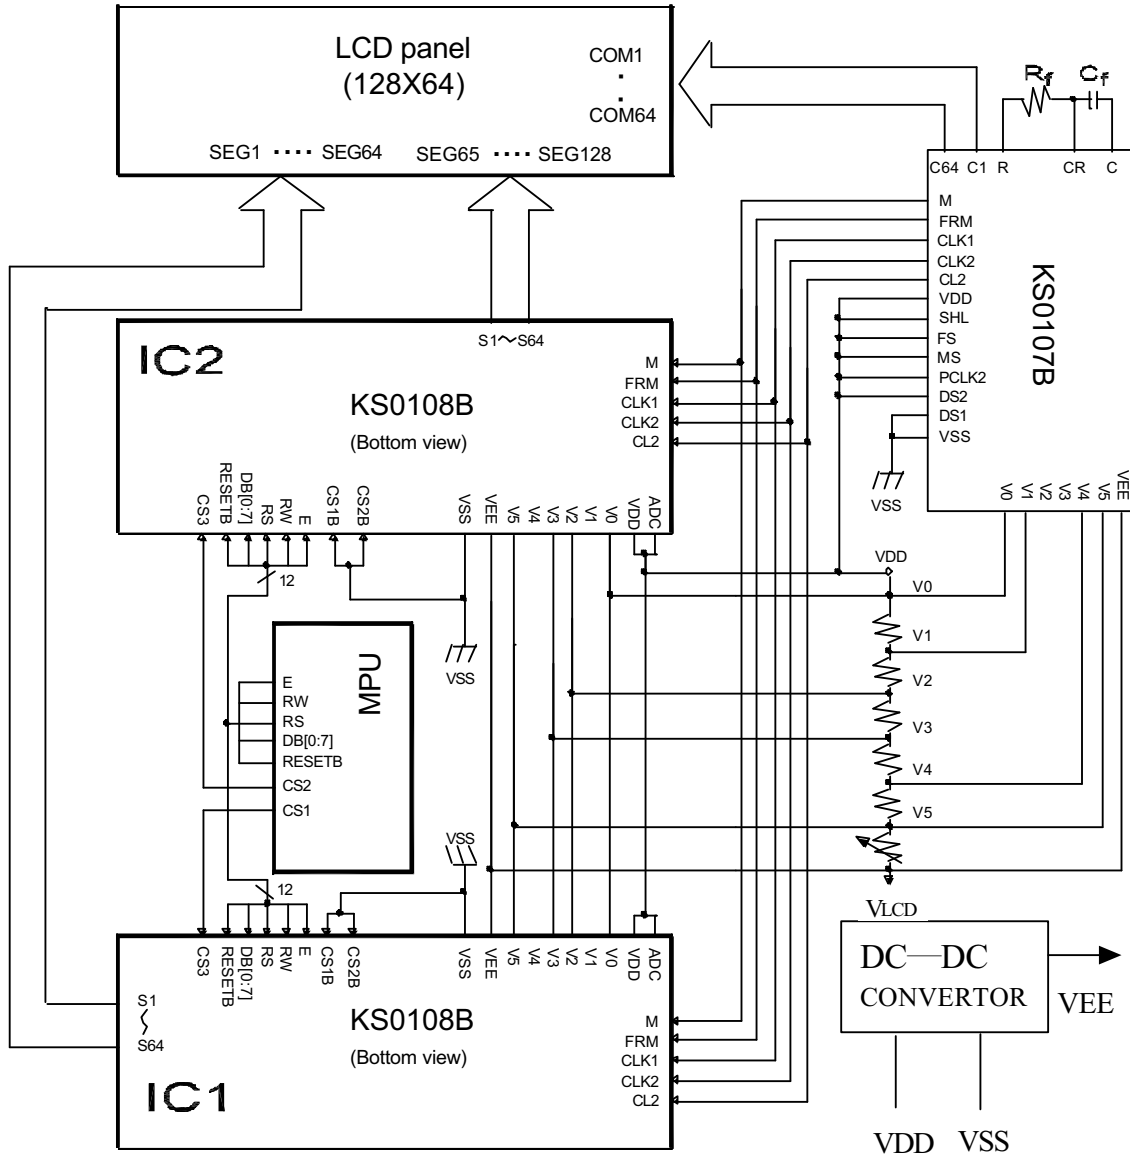 LCD panel
(128X64)
COM1
COM64
SEG1 ···· SEG64
SEG65 ···· SEG128
Rf
Cf
C64 C1 R CR C
M
FRM
CLK1
CLK2
CL2
VDD
SHL
FS
MS
PCLK2
DS2
DS1
VSS
KS0107B
V0 V1 V2 V3 V4 V5 VEE
VSS
IC2
S1~S64
KS0108B
(Bottom view)
M
FRM
CLK1
CLK2
CL2
CS3 RESETB DB[0:7] RS RW E CS1B CS2B VSS VEE V5 V4 V3 V2 V1 V0 VDD ADC
12
VSS
VDD
V0
V1
V2
V3
V4
V5
VLCD
MPU
E
RW
RS
DB[0:7]
RESETB
CS2
CS1
VSS
12
CS3 RESETB DB[0:7] RS RW E CS1B CS2B VSS VEE V5 V4 V3 V2 V1 V0 VDD ADC
S1
~
S64
KS0108B
(Bottom view)
IC1
M
FRM
CLK1
CLK2
CL2
DC—DC
CONVERTOR
VEE
VDD VSS